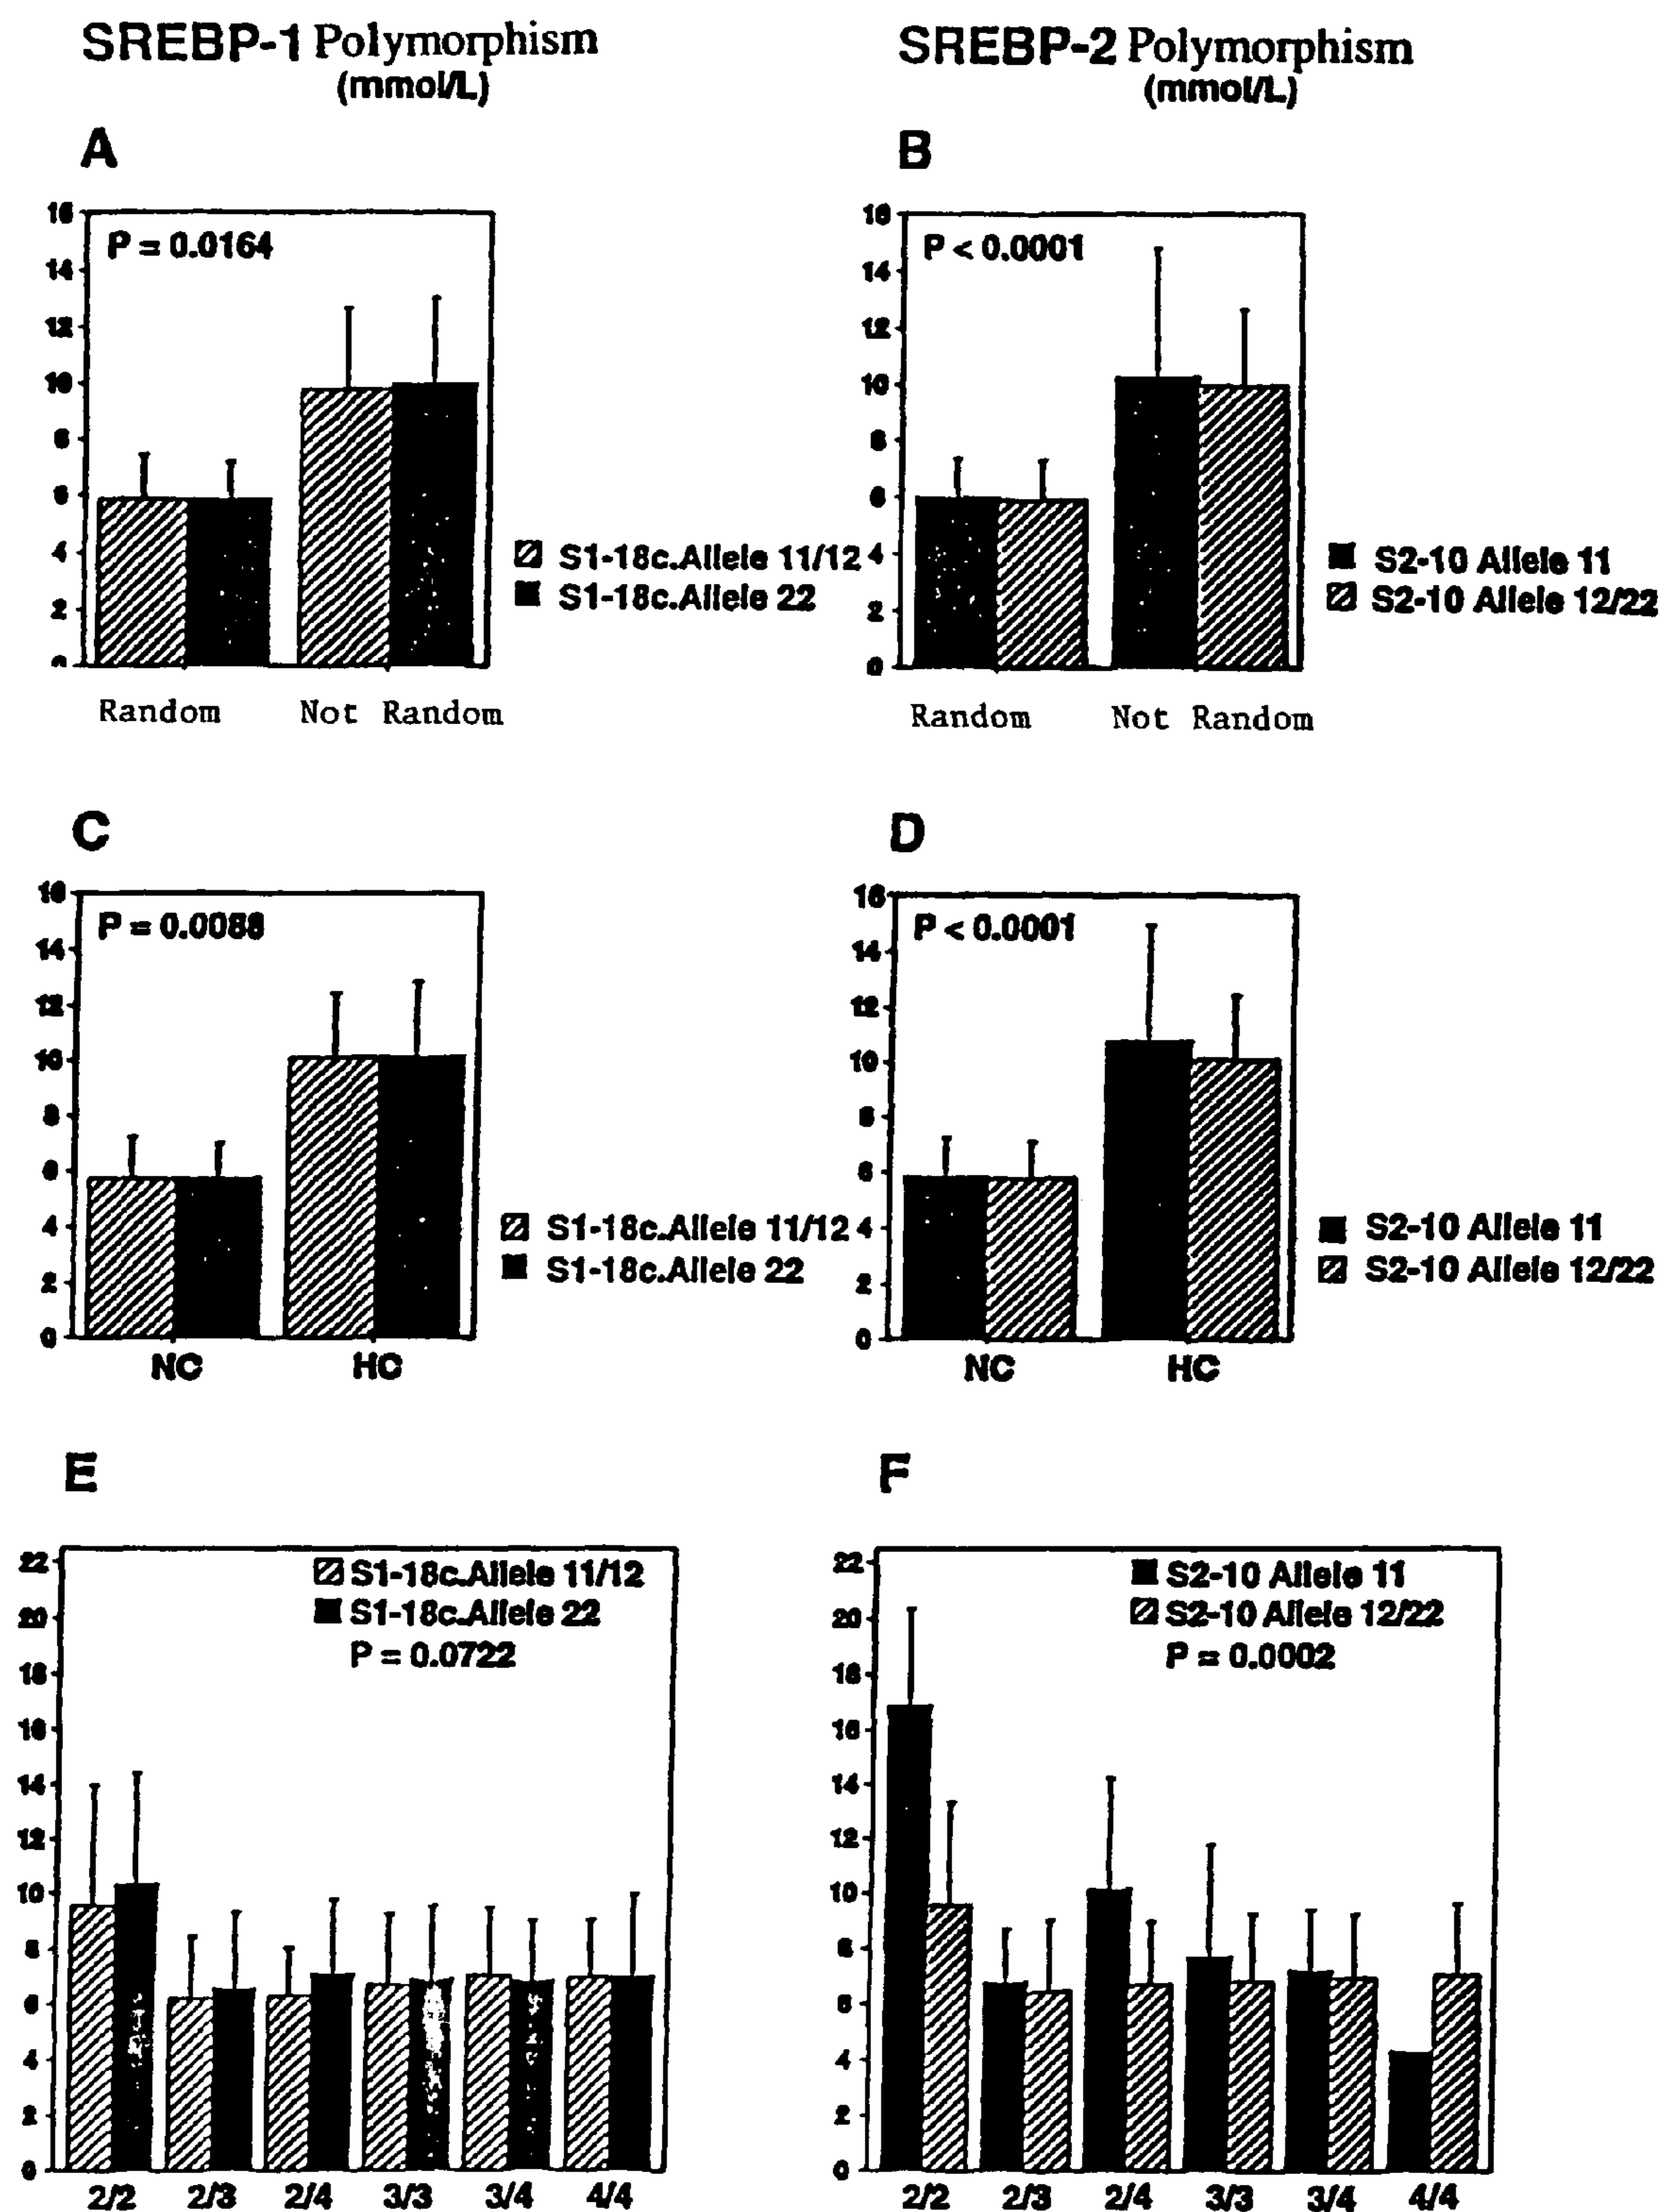 SREBP-1 Polymorphism
(mmol/L)
SREBP-2 Polymorphism
(mmol/L)
A
16
14
12
10
8
6
4
2
0
P = 0.0164
Random
Not Random
S1-18c.Allele 11/12
S1-18c.Allele 22
B
16
14
12
10
8
6
4
2
0
P < 0.0001
Random
Not Random
S2-10 Allele 11
S2-10 Allele 12/22
C
16
14
12
10
8
6
4
2
0
P = 0.0088
NC
HC
S1-18c.Allele 11/12
S1-18c.Allele 22
D
16
14
12
10
8
6
4
2
0
P < 0.0001
NC
HC
S2-10 Allele 11
S2-10 Allele 12/22
E
22
20
18
16
14
12
10
8
6
4
2
0
S1-18c.Allele 11/12
S1-18c.Allele 22
P = 0.0722
2/2
2/3
2/4
3/3
3/4
4/4
F
22
20
18
16
14
12
10
8
6
4
2
0
S2-10 Allele 11
S2-10 Allele 12/22
P = 0.0002
2/2
2/3
2/4
3/3
3/4
4/4